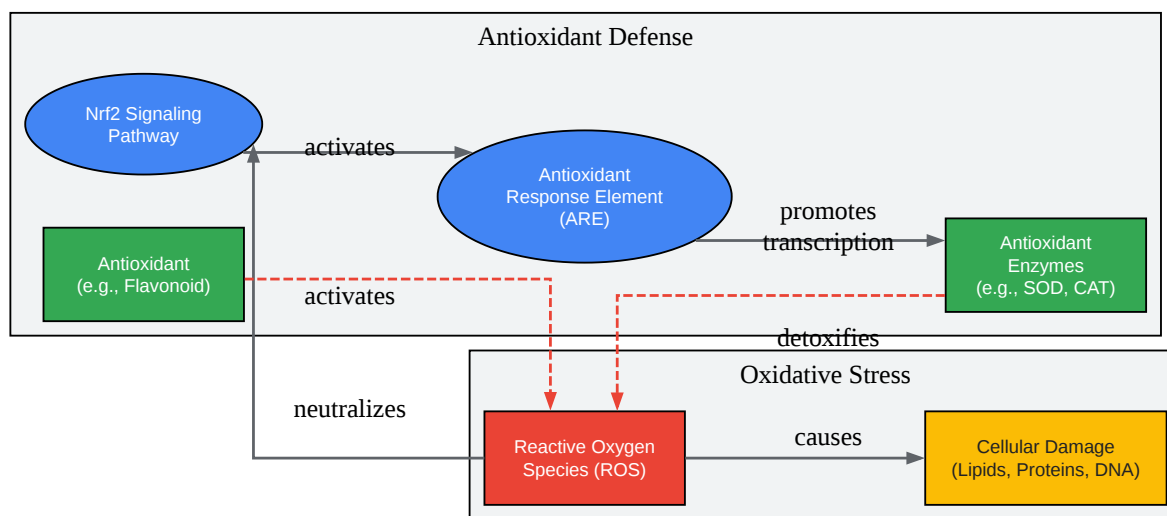 Antioxidant Defense
Nrf2 Signaling
Pathway
activates
Antioxidant
Response Element
(ARE)
promotes
transcription
Antioxidant
(e.g., Flavonoid)
activates
Antioxidant
Enzymes
(e.g., SOD, CAT)
detoxifies
Oxidative Stress
neutralizes
Reactive Oxygen
Species (ROS)
causes
Cellular Damage
(Lipids, Proteins, DNA)